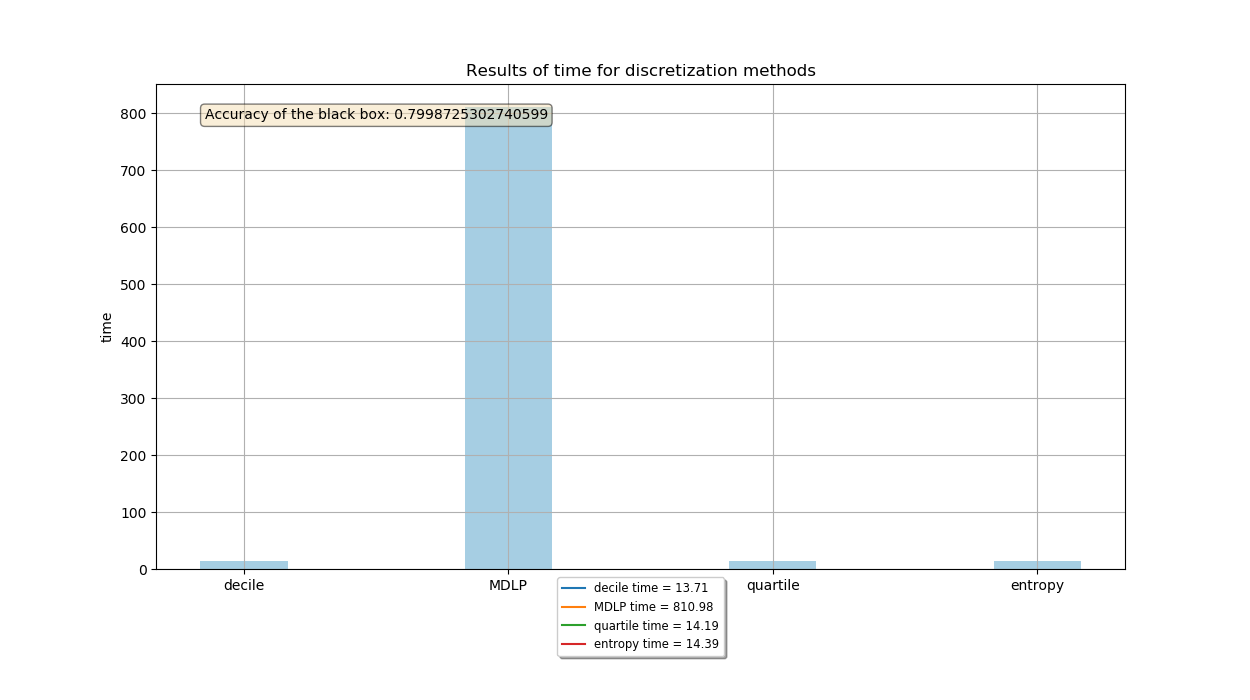 Results of time for discretization methods
Accuracy of the black box: 0.7998725302740599
800
700
600
500
400
300
200
100
0
time
decile
MDLP
quartile
entropy
decile time = 13.71
MDLP time = 810.98
quartile time = 14.19
entropy time = 14.39